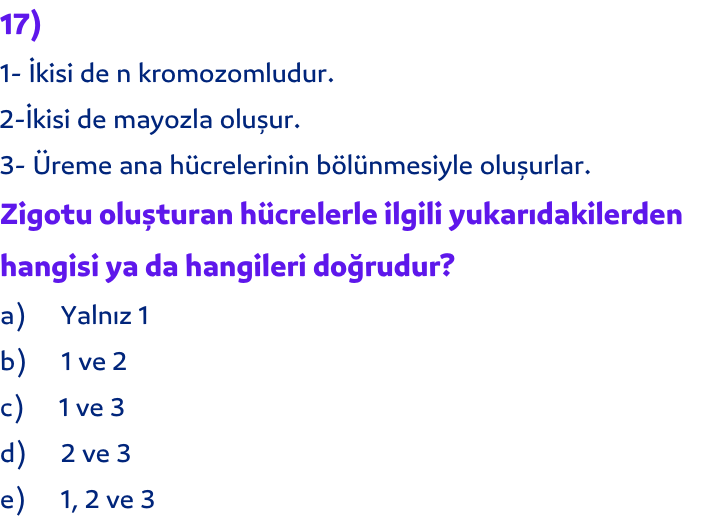 17)
1- İkisi de n kromozomludur.
2-İkisi de mayozla oluşur.
3- Üreme ana hücrelerinin bölünmesiyle oluşurlar.
Zigotu oluşturan hücrelerle ilgili yukarıdakilerden
hangisi ya da hangileri doğrudur?
a) Yalnız 1
b) 1 ve 2
c) 1 ve 3
d) 2 ve 3
e) 1, 2 ve 3